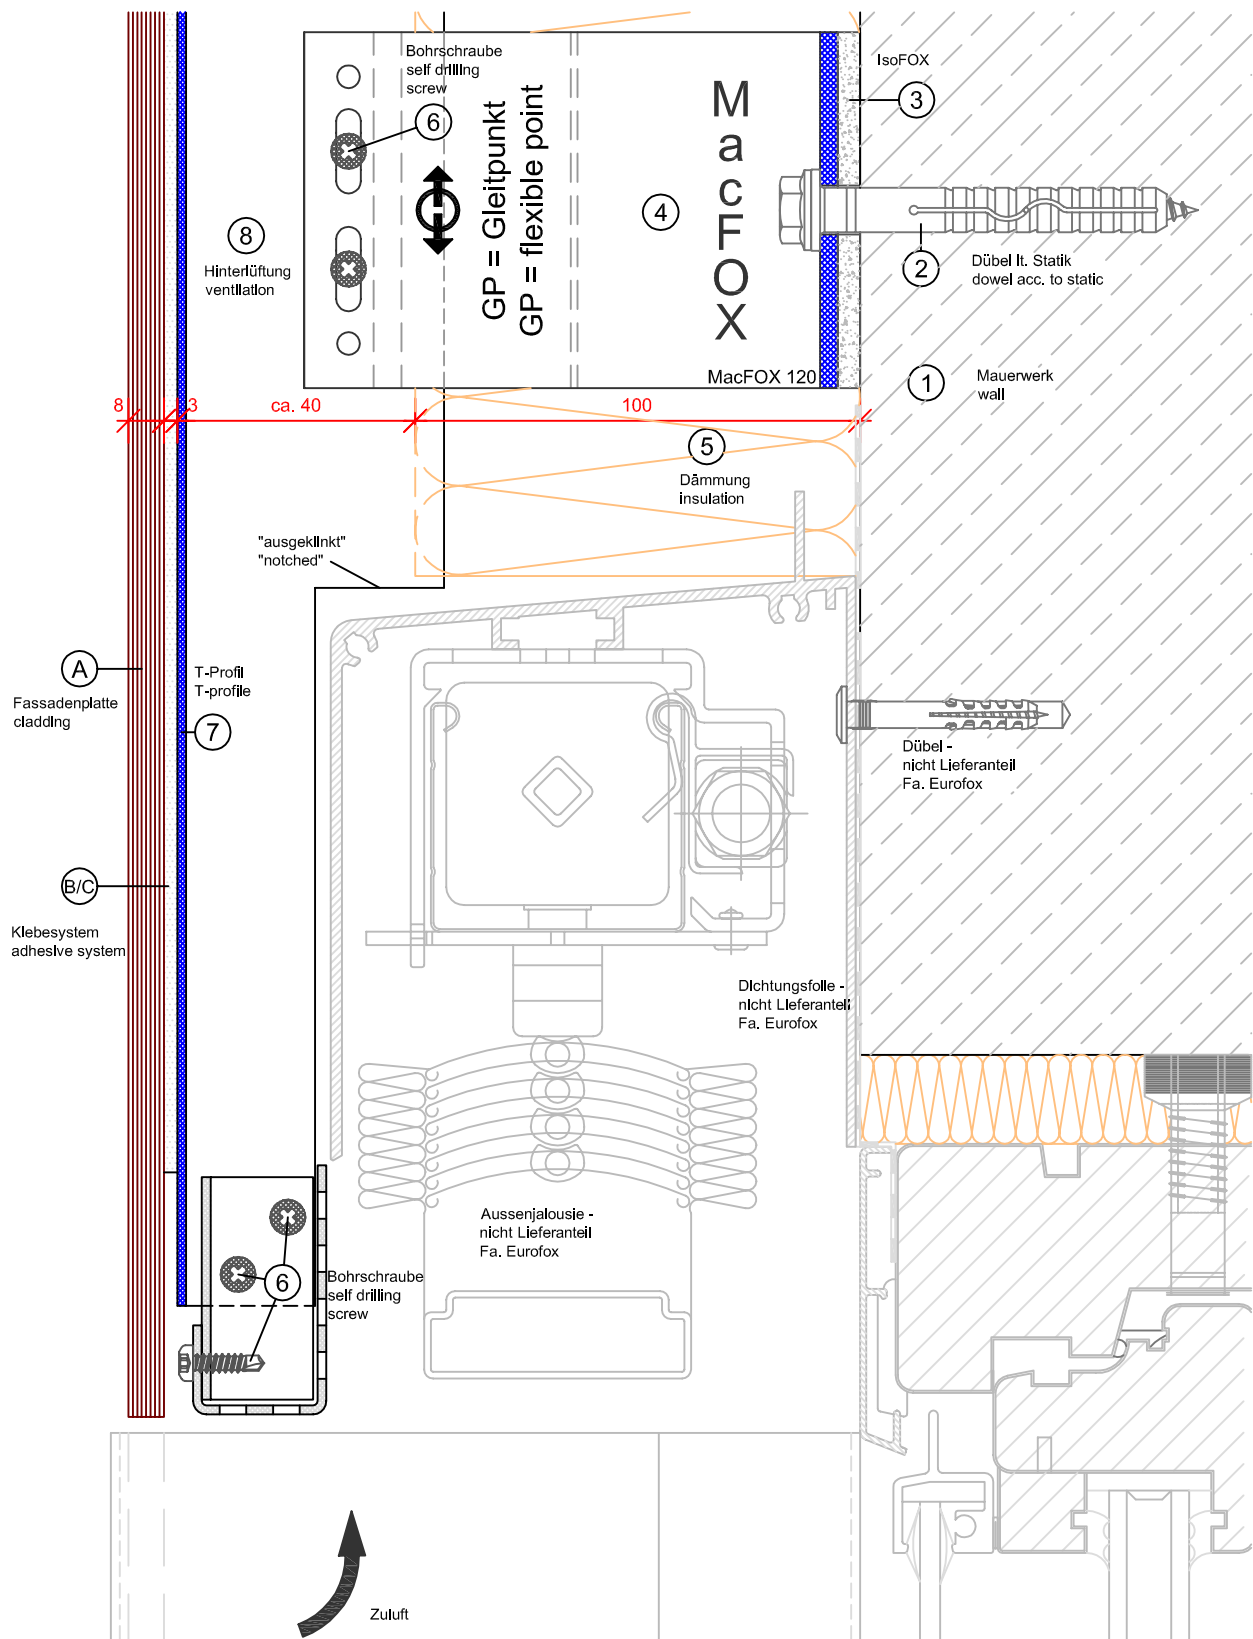 Bohrschraube
self drilling
screw
6
IsoFOX
3
MacFOX
GP = Gleitpunkt
GP = flexible point
4
8
Hinterlüftung
ventilation
2
Dübel lt. Statik
dowel acc. to static
MacFOX 120
1
Mauerwerk
wall
8
3
ca. 40
100
5
Dämmung
insulation
"ausgeklinkt"
"notched"
A
Fassadenplatte
cladding
T-Profil
T-profile
7
Dübel -
nicht Lieferanteil
Fa. Eurofox
B/C
Klebesystem
adhesive system
Dichtungsfolie -
nicht Lieferanteil
Fa. Eurofox
Aussenjalousie -
nicht Lieferanteil
Fa. Eurofox
6
Bohrschraube
self drilling
screw
Zuluft